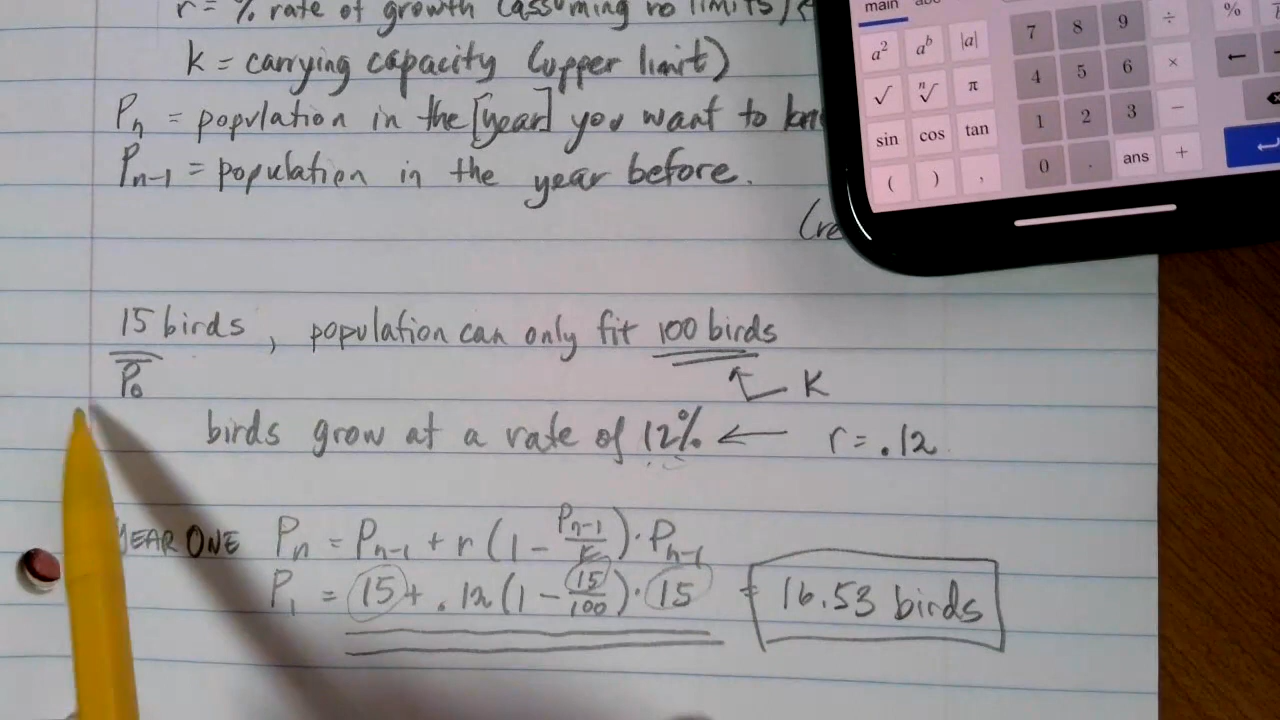 r = % rate of growth (assuming no limits)
K = carrying capacity (upper limit)
Pn = population in the [year] you want to
Pn-1 = population in the year before.
15 birds, population can only fit 100 birds
P0
K
birds grow at a rate of 12% ← r = .12
YEAR ONE Pn = Pn-1 + r(1 - Pn-1/K)·Pn-1
P1 = 15 + .12(1 - 15/100)·15 = 16.53 birds
main abc
a² aᵇ |a| 7 8 9 ÷ %
√ ⁿ√ π 4 5 6 × ←
sin cos tan 1 2 3 −
( ) , 0 . ans +